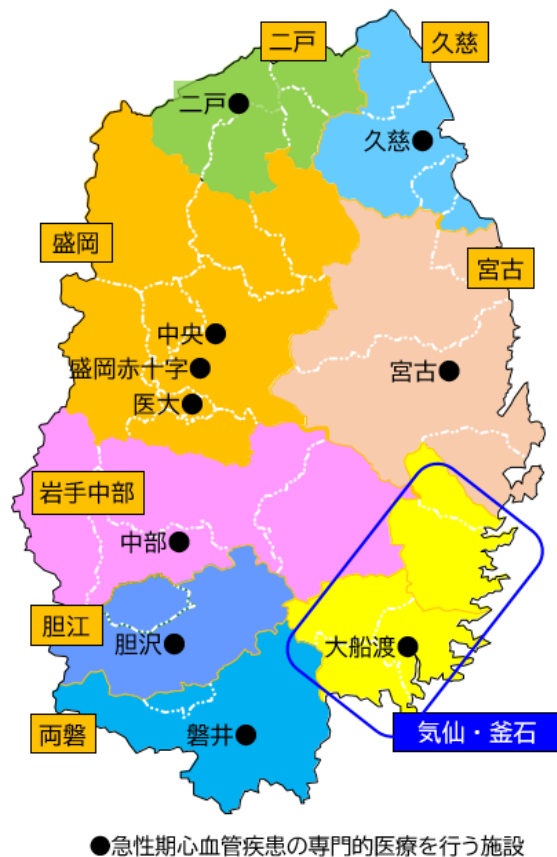 二戸
久慈
二戸●
久慈●
盛岡
宮古
中央●
盛岡赤十字●
宮古●
医大●
岩手中部
中部●
胆江
胆沢●
大船渡●
両磐
磐井●
気仙・釜石
●急性期心血管疾患の専門的医療を行う施設